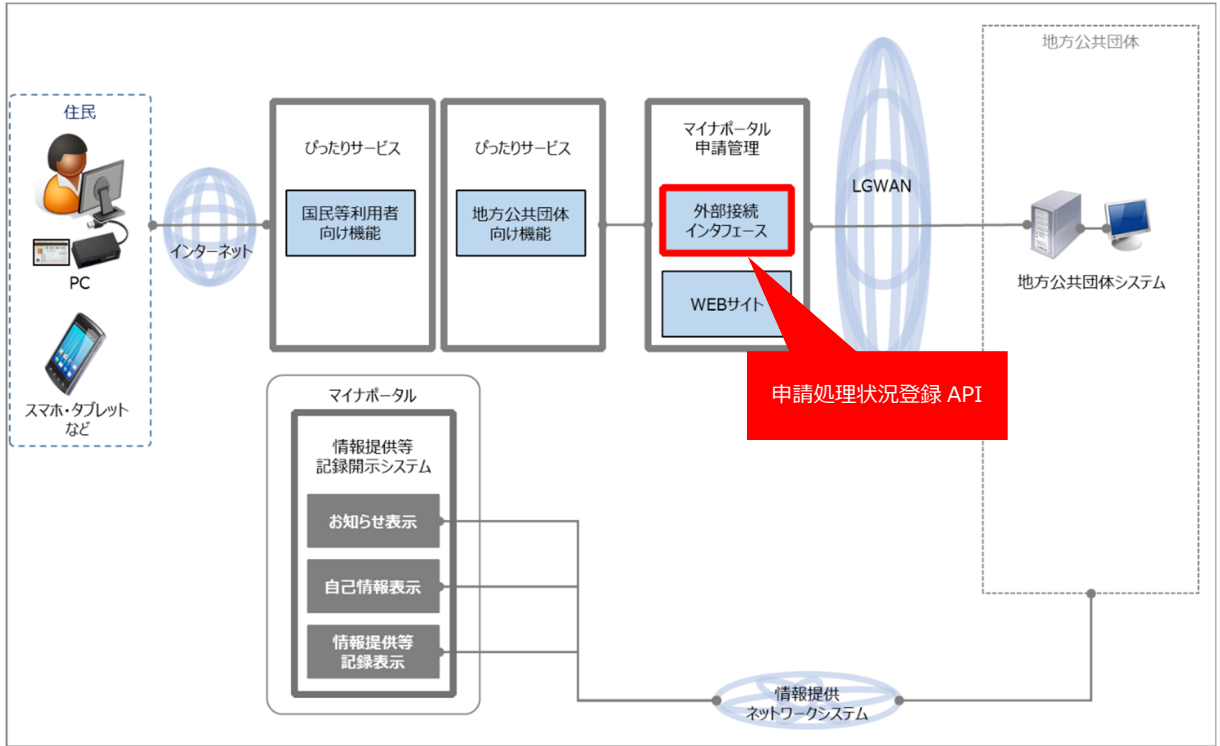 地方公共団体
住民
PC
スマホ・タブレット
など
インターネット
ぴったりサービス
国民等利用者
向け機能
ぴったりサービス
地方公共団体
向け機能
マイナポータル
申請管理
外部接続
インタフェース
WEBサイト
LGWAN
地方公共団体システム
申請処理状況登録 API
マイナポータル
情報提供等
記録開示システム
お知らせ表示
自己情報表示
情報提供等
記録表示
情報提供
ネットワークシステム